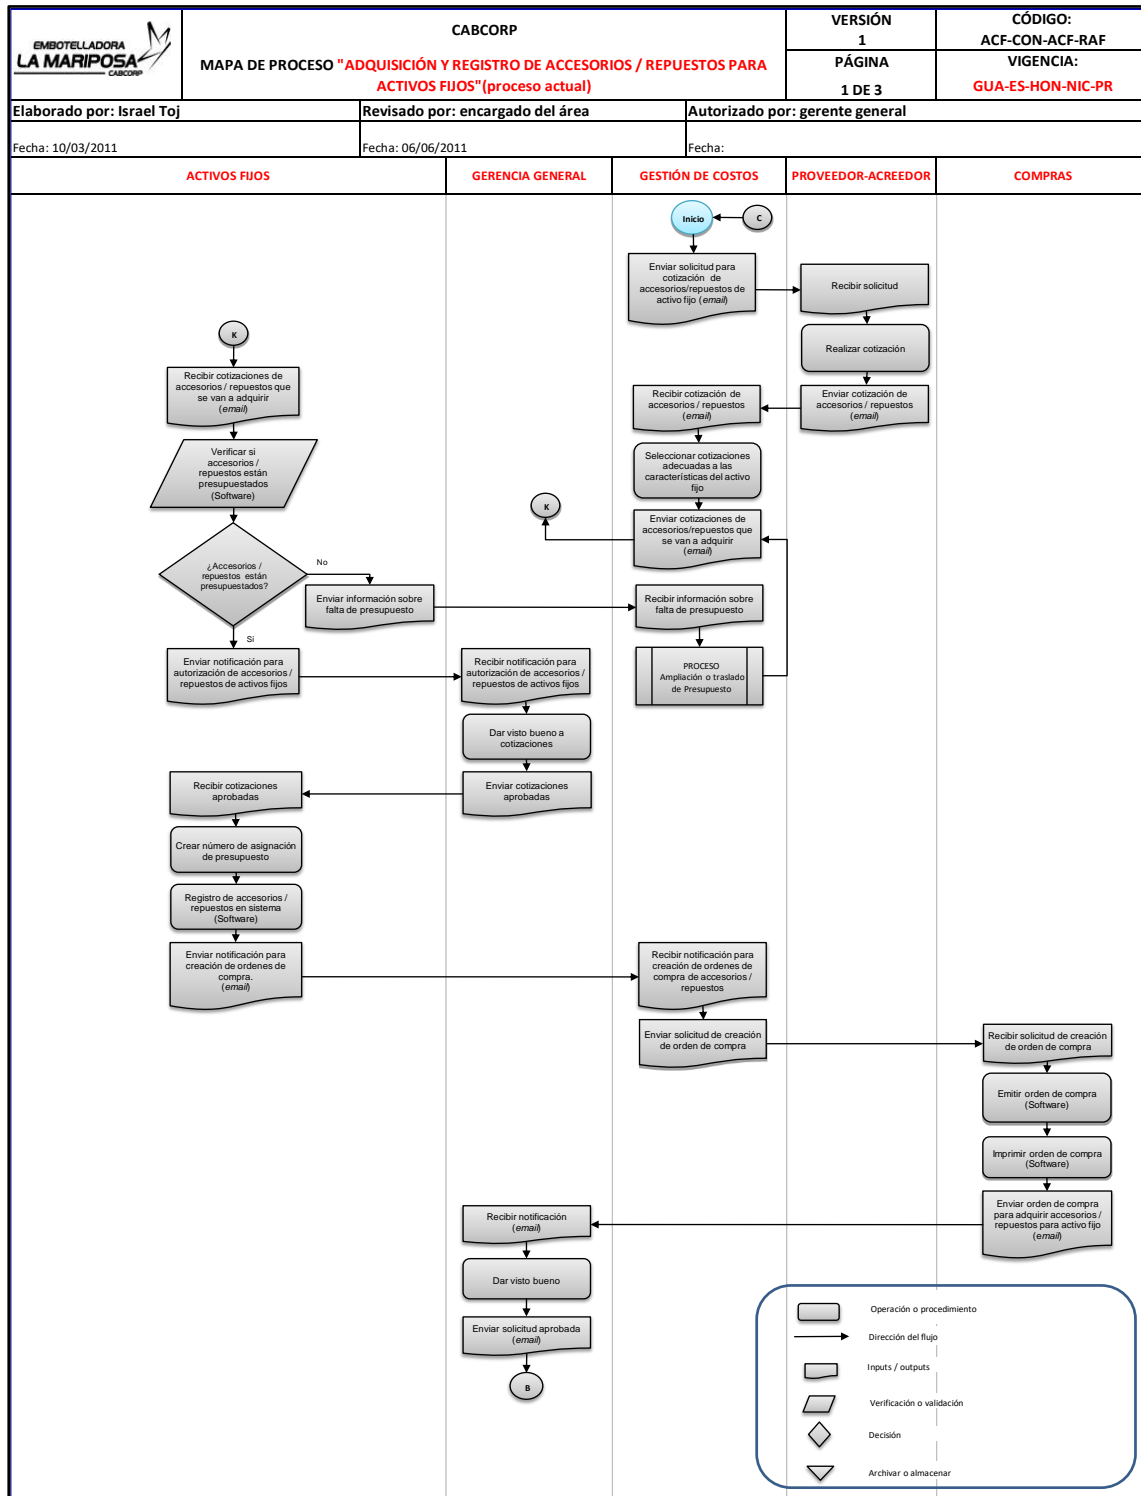 EMBOTELLADORA
LA MARIPOSA
CABCORP
CABCORP
MAPA DE PROCESO "ADQUISICIÓN Y REGISTRO DE ACCESORIOS / REPUESTOS PARA
ACTIVOS FIJOS"(proceso actual)
VERSIÓN
1
PÁGINA
1 DE 3
CÓDIGO:
ACF-CON-ACF-RAF
VIGENCIA:
GUA-ES-HON-NIC-PR
Elaborado por: Israel Toj
Revisado por: encargado del área
Autorizado por: gerente general
Fecha: 10/03/2011
Fecha: 06/06/2011
Fecha:
ACTIVOS FIJOS
GERENCIA GENERAL
GESTIÓN DE COSTOS
PROVEEDOR-ACREEDOR
COMPRAS
Inicio
C
Enviar solicitud para
cotización de
accesorios/repuestos de
activo fijo (email)
Recibir solicitud
Realizar cotización
Enviar cotización de
accesorios / repuestos
(email)
Recibir cotización de
accesorios / repuestos
(email)
Seleccionar cotizaciones
adecuadas a las
características del activo
fijo
Enviar cotizaciones de
accesorios/repuestos que
se van a adquirir
(email)
K
K
Recibir cotizaciones de
accesorios / repuestos que
se van a adquirir
(email)
Verificar si
accesorios /
repuestos están
presupuestados
(Software)
¿Accesorios /
repuestos están
presupuestados?
No
Enviar información sobre
falta de presupuesto
Recibir información sobre
falta de presupuesto
PROCESO
Ampliación o traslado
de Presupuesto
Si
Enviar notificación para
autorización de accesorios /
repuestos de activos fijos
Recibir notificación para
autorización de accesorios /
repuestos de activos fijos
Dar visto bueno a
cotizaciones
Enviar cotizaciones
aprobadas
Recibir cotizaciones
aprobadas
Crear número de asignación
de presupuesto
Registro de accesorios /
repuestos en sistema
(Software)
Enviar notificación para
creación de ordenes de
compra.
(email)
Recibir notificación para
creación de ordenes de
compra de accesorios /
repuestos
Enviar solicitud de creación
de orden de compra
Recibir solicitud de creación
de orden de compra
Emitir orden de compra
(Software)
Imprimir orden de compra
(Software)
Enviar orden de compra
para adquirir accesorios /
repuestos para activo fijo
(email)
Recibir notificación
(email)
Dar visto bueno
Enviar solicitud aprobada
(email)
B
Operación o procedimiento
Dirección del flujo
Inputs / outputs
Verificación o validación
Decisión
Archivar o almacenar